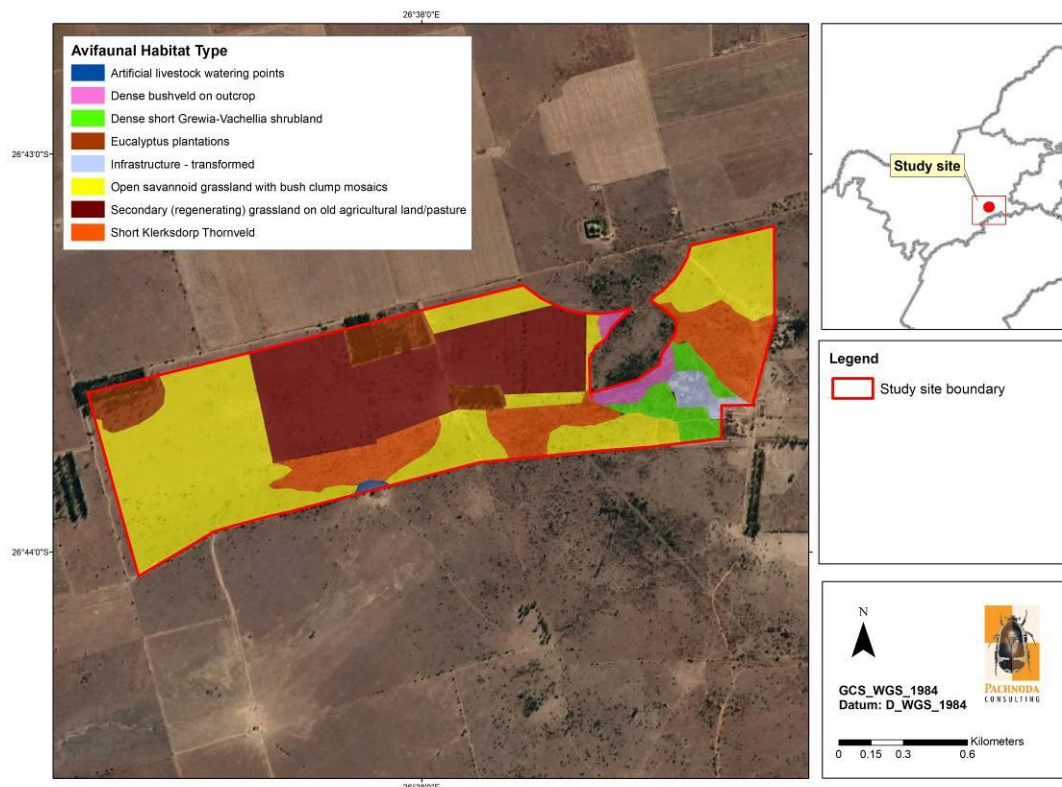 26°38'0"E
Avifaunal Habitat Type
Artificial livestock watering points
Dense bushveld on outcrop
Dense short Grewia-Vachellia shrubland
Eucalyptus plantations
Infrastructure - transformed
Open savannoid grassland with bush clump mosaics
Secondary (regenerating) grassland on old agricultural land/pasture
Short Klerksdorp Thornveld
26°43'0"S
26°44'0"S
26°38'0"E
Study site
Legend
Study site boundary
N
PACHNODA
CONSULTING
GCS_WGS_1984
Datum: D_WGS_1984
Kilometers
0 0.15 0.3 0.6